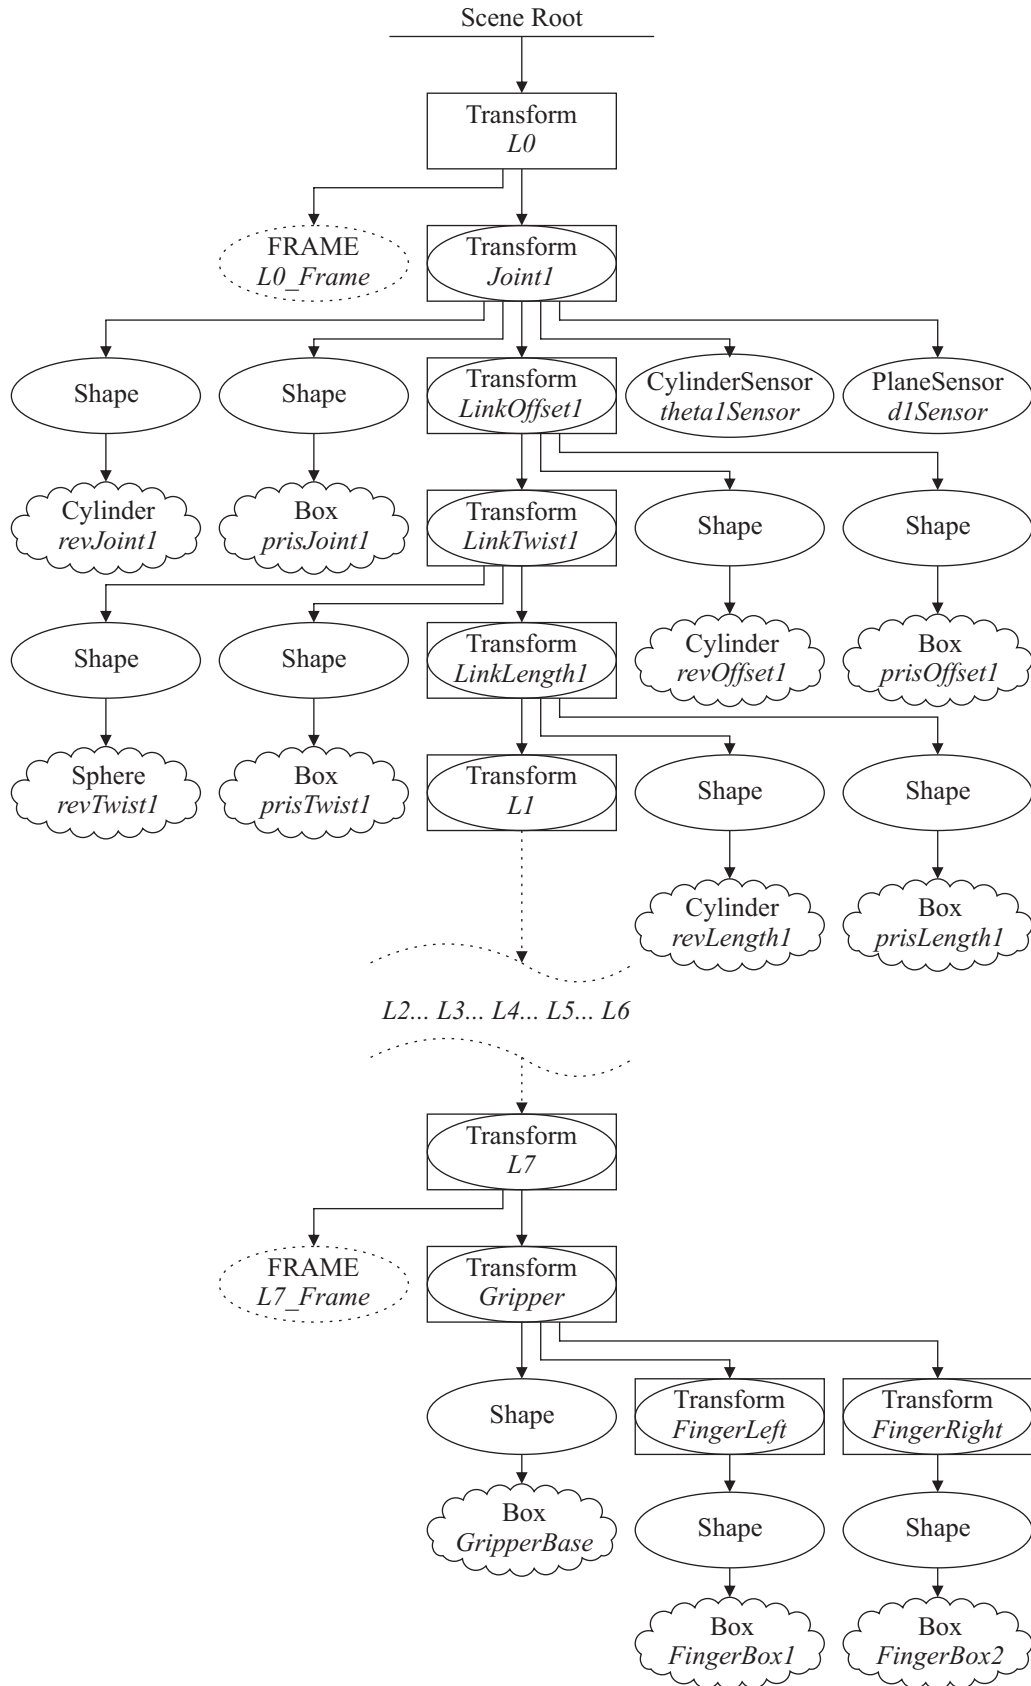 Scene Root
Transform
L0
FRAME
L0_Frame
Transform
Joint1
Shape
Shape
Transform
LinkOffset1
CylinderSensor
theta1Sensor
PlaneSensor
d1Sensor
Cylinder
revJoint1
Box
prisJoint1
Transform
LinkTwist1
Shape
Shape
Shape
Shape
Transform
LinkLength1
Cylinder
revOffset1
Box
prisOffset1
Sphere
revTwist1
Box
prisTwist1
Transform
L1
Shape
Shape
Cylinder
revLength1
Box
prisLength1
L2... L3... L4... L5... L6
Transform
L7
FRAME
L7_Frame
Transform
Gripper
Shape
Transform
FingerLeft
Transform
FingerRight
Box
GripperBase
Shape
Shape
Box
FingerBox1
Box
FingerBox2